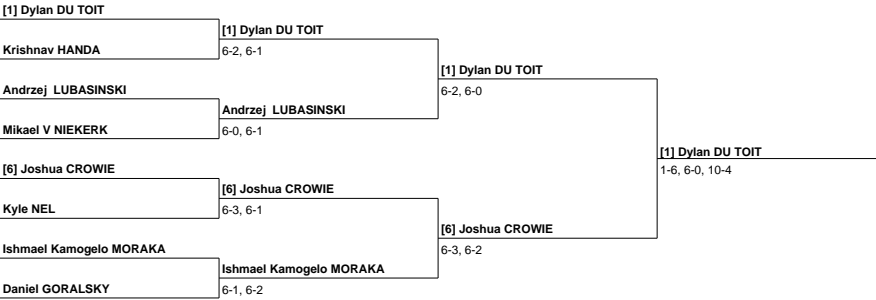 [1] Dylan DU TOIT
[1] Dylan DU TOIT
Krishnav HANDA
6-2, 6-1
[1] Dylan DU TOIT
Andrzej LUBASINSKI
6-2, 6-0
Andrzej LUBASINSKI
Mikael V NIEKERK
6-0, 6-1
[1] Dylan DU TOIT
[6] Joshua CROWIE
1-6, 6-0, 10-4
[6] Joshua CROWIE
Kyle NEL
6-3, 6-1
[6] Joshua CROWIE
Ishmael Kamogelo MORAKA
6-3, 6-2
Ishmael Kamogelo MORAKA
Daniel GORALSKY
6-1, 6-2